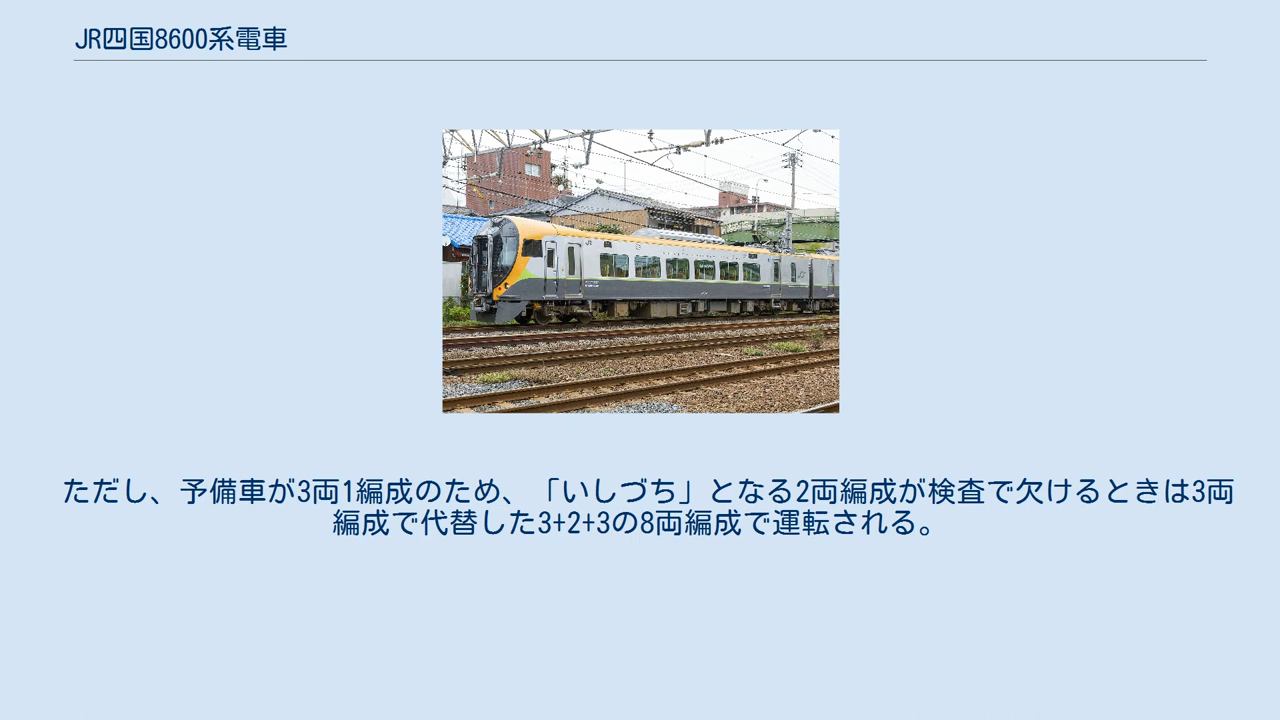 JR四国8600系電車
ただし、予備車が3両1編成のため、「いしづち」となる2両編成が検査で欠けるときは3両
編成で代替した3+2+3の8両編成で運転される。